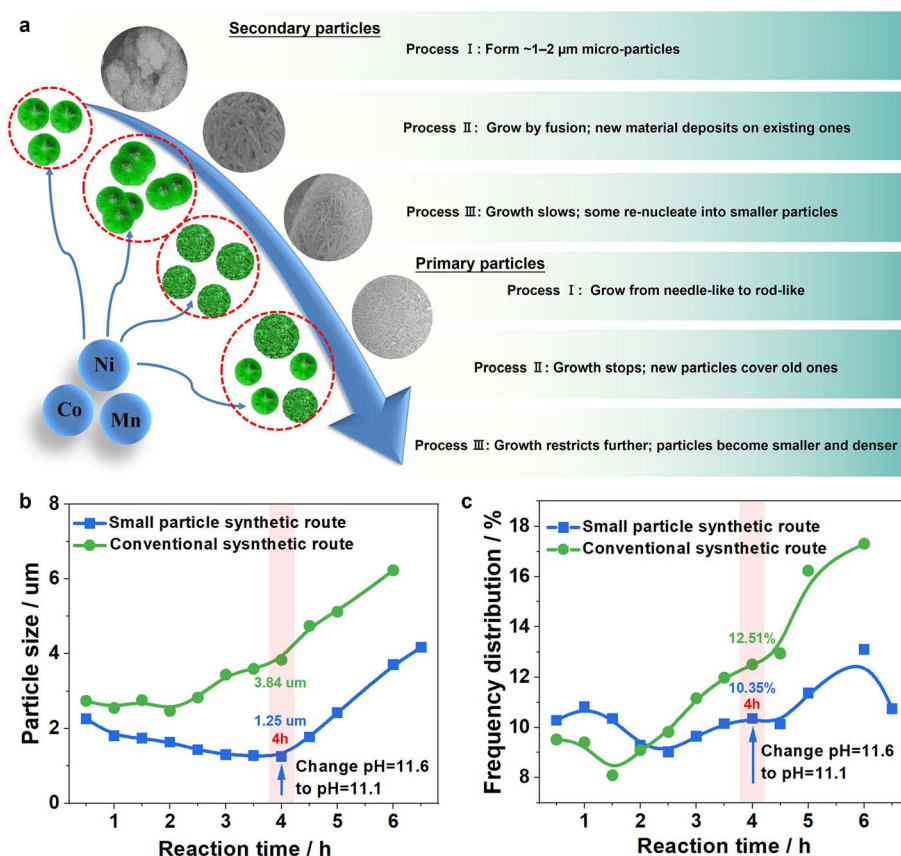 a
Secondary particles
Process Ⅰ: Form ~1–2 µm micro-particles
Process Ⅱ: Grow by fusion; new material deposits on existing ones
Process Ⅲ: Growth slows; some re-nucleate into smaller particles
Primary particles
Process Ⅰ: Grow from needle-like to rod-like
Process Ⅱ: Growth stops; new particles cover old ones
Process Ⅲ: Growth restricts further; particles become smaller and denser
Ni
Co
Mn
b
Particle size / um
8
6
4
2
0
Small particle synthetic route
Conventional sysnthetic route
3.84 um
1.25 um
4h
Change pH=11.6
to pH=11.1
1 2 3 4 5 6
Reaction time / h
c
Frequency distribution / %
18
16
14
12
10
8
Small particle synthetic route
Conventional sysnthetic route
12.51%
10.35%
4h
Change pH=11.6
to pH=11.1
1 2 3 4 5 6
Reaction time / h